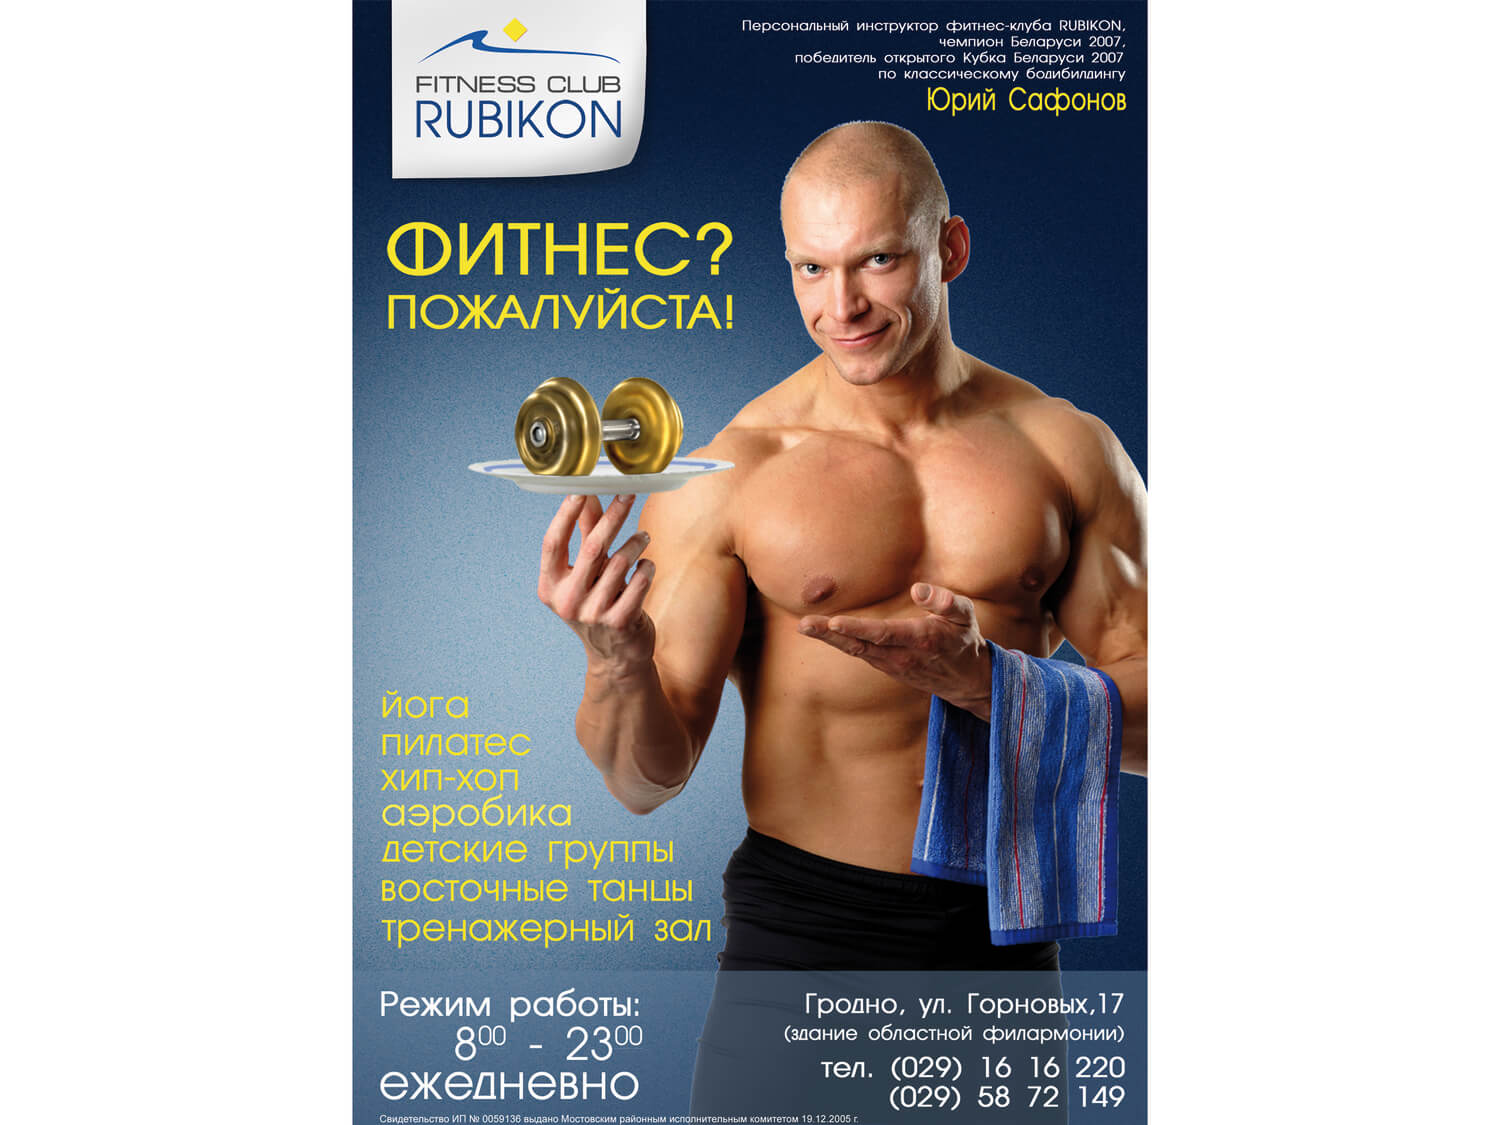 FITNESS CLUB
RUBIKON
Персональный инструктор фитнес-клуба RUBIKON,
чемпион Беларуси 2007,
победитель открытого Кубка Беларуси 2007
по классическому бодибилдингу
Юрий Сафонов
ФИТНЕС?
ПОЖАЛУЙСТА!
йога
пилатес
хип-хоп
аэробика
детские группы
восточные танцы
тренажерный зал
Режим работы:
8⁰⁰ - 23⁰⁰
ежедневно
Гродно, ул. Горновых,17
(здание областной филармонии)
тел. (029) 16 16 220
(029) 58 72 149
Свидетельство ИП № 0059136 выдано Мостовским районным исполнительным комитетом 19.12.2005 г.